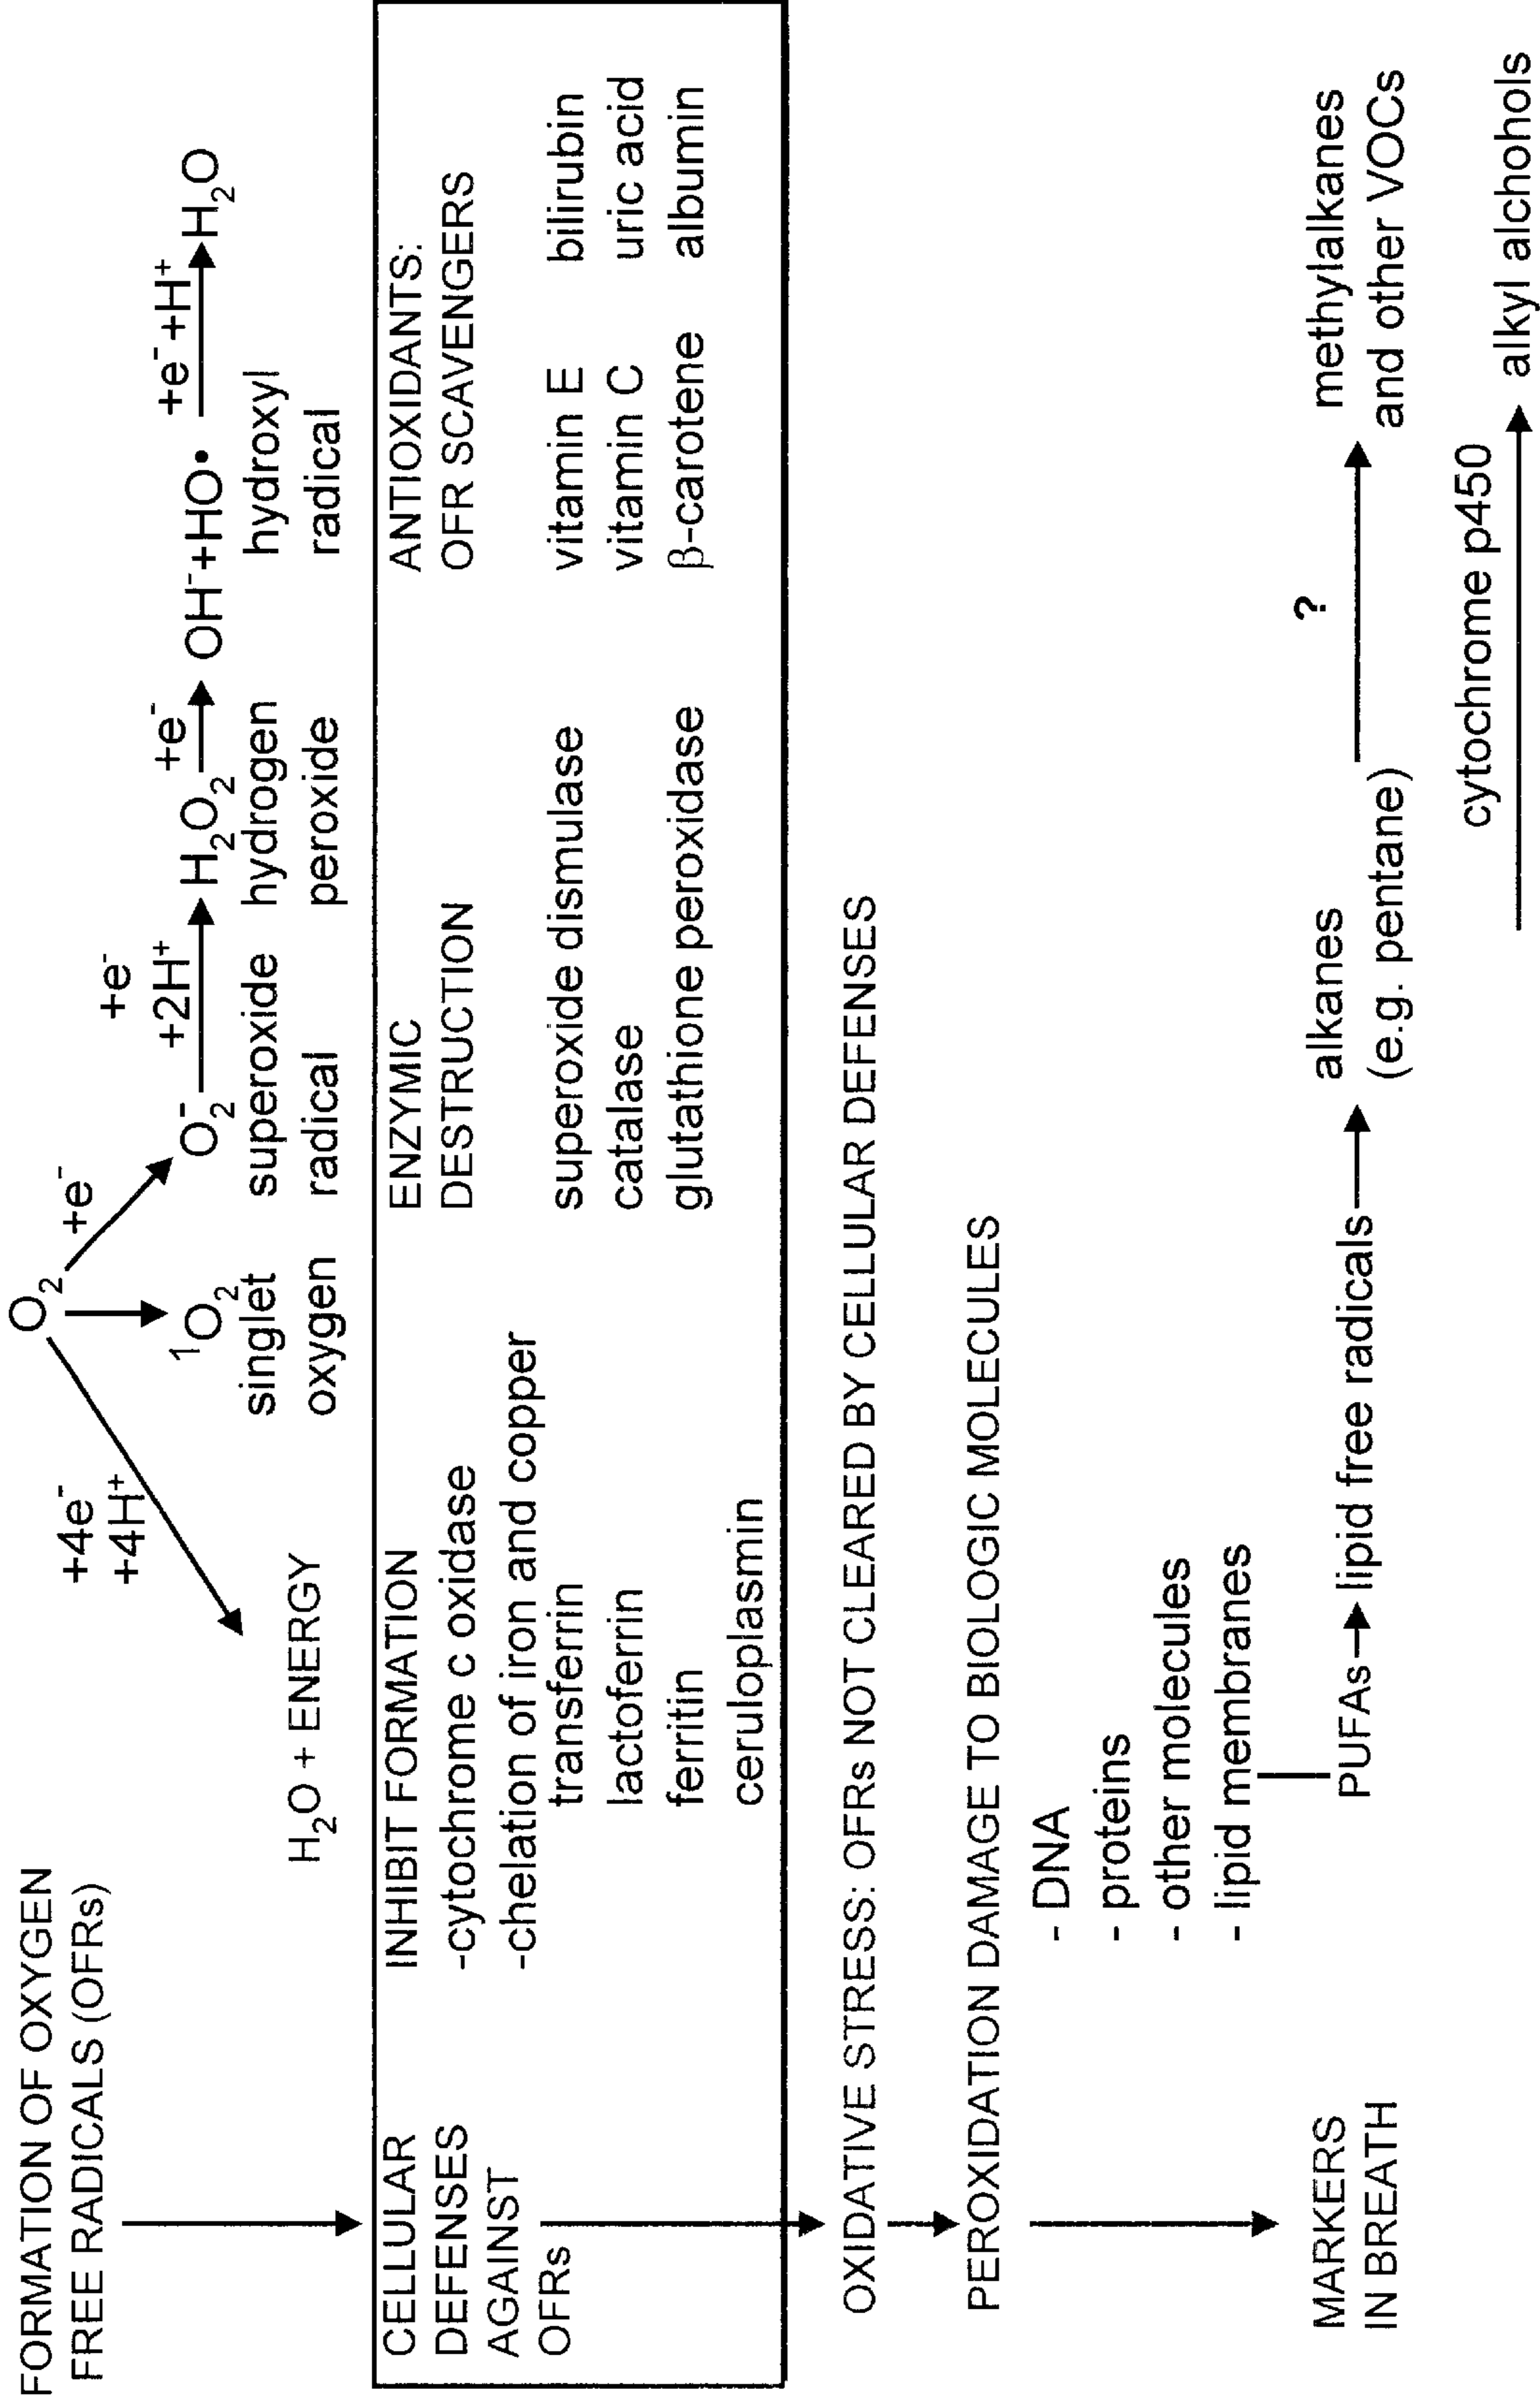 FORMATION OF OXYGEN
FREE RADICALS (OFRs)
O₂
+4e⁻
+4H⁺
+e⁻
H₂O + ENERGY
¹O₂
singlet
oxygen
O₂⁻
superoxide
radical
+e⁻
+2H⁺
H₂O₂
hydrogen
peroxide
+e⁻
OH⁻+HO•
hydroxyl
radical
+e⁻+H⁺
H₂O
CELLULAR
DEFENSES
AGAINST
OFRs
INHIBIT FORMATION
-cytochrome c oxidase
-chelation of iron and copper
transferrin
lactoferrin
ferritin
ceruloplasmin
ENZYMIC
DESTRUCTION
superoxide dismulase
catalase
glutathione peroxidase
ANTIOXIDANTS:
OFR SCAVENGERS
vitamin E bilirubin
vitamin C uric acid
β-carotene albumin
OXIDATIVE STRESS: OFRs NOT CLEARED BY CELLULAR DEFENSES
PEROXIDATION DAMAGE TO BIOLOGIC MOLECULES
- DNA
- proteins
- other molecules
- lipid membranes
MARKERS
IN BREATH
PUFAs
lipid free radicals
alkanes
(e.g. pentane)
?
methylalkanes
and other VOCs
cytochrome p450
alkyl alchohols